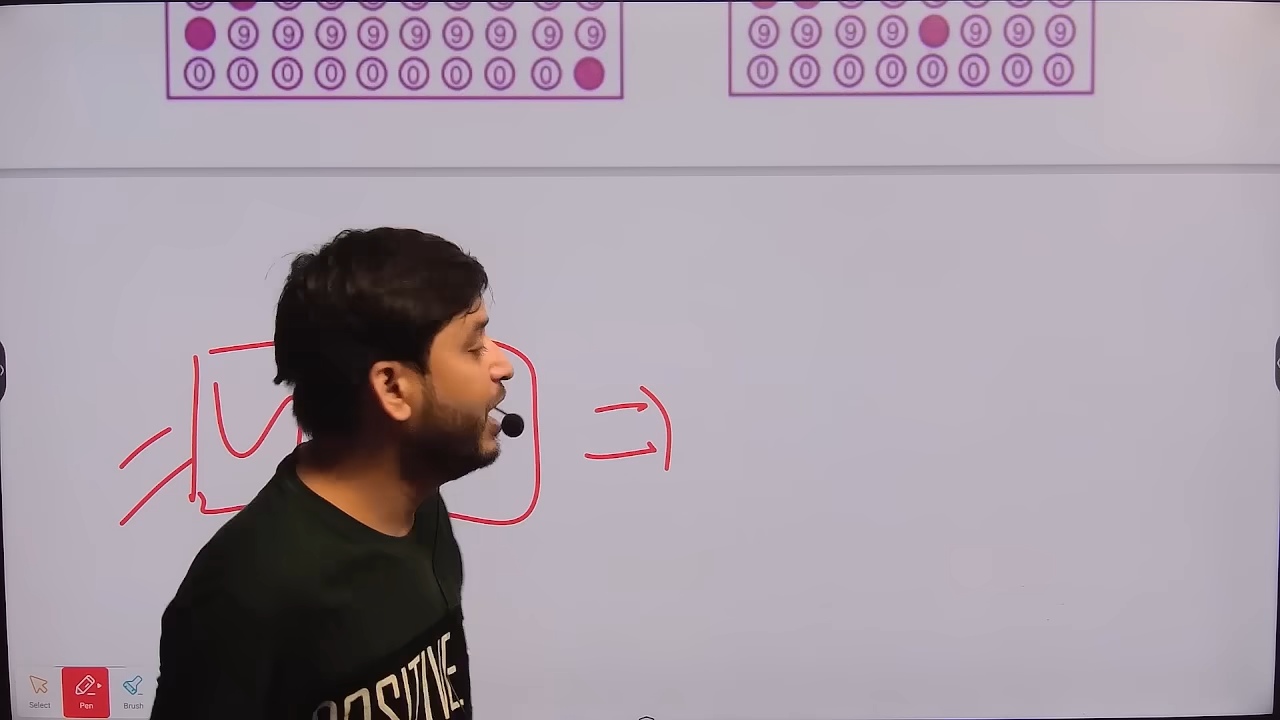 9 9 9 9 9 9 9 9 9
0 0 0 0 0 0 0 0 0
9 9 9 9 9 9 9
0 0 0 0 0 0 0 0
POSITIVE
Select
Pen
Brush